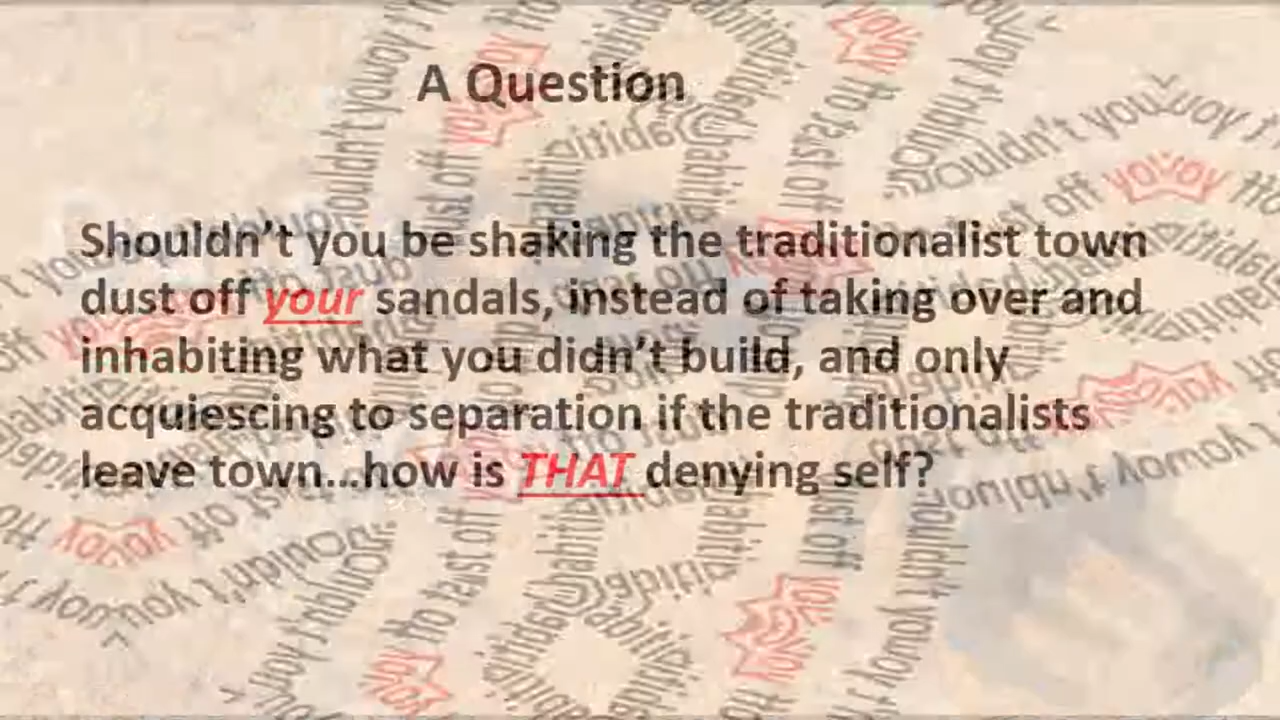 A Question
Shouldn't you be shaking the traditionalist town
dust off your sandals, instead of taking over and
inhabiting what you didn't build, and only
acquiescing to separation if the traditionalists
leave town...how is THAT denying self?